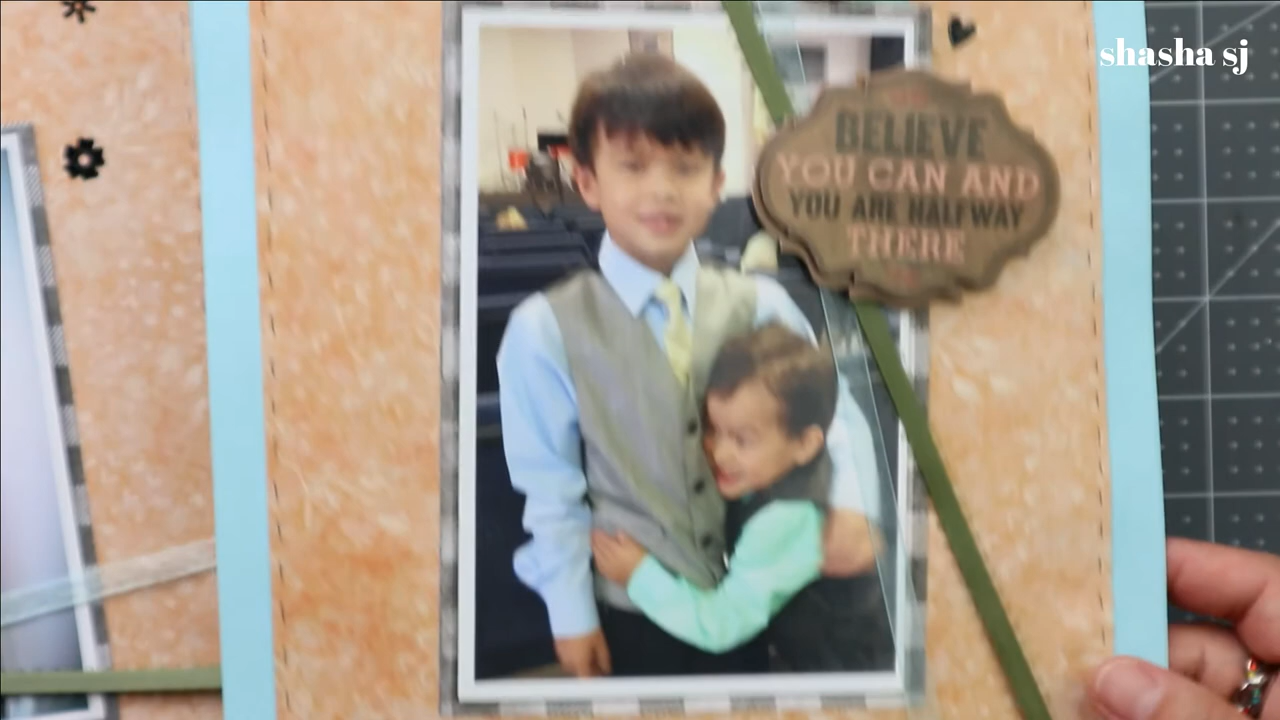 shasha sj
BELIEVE
YOU CAN AND
YOU ARE HALFWAY
THERE